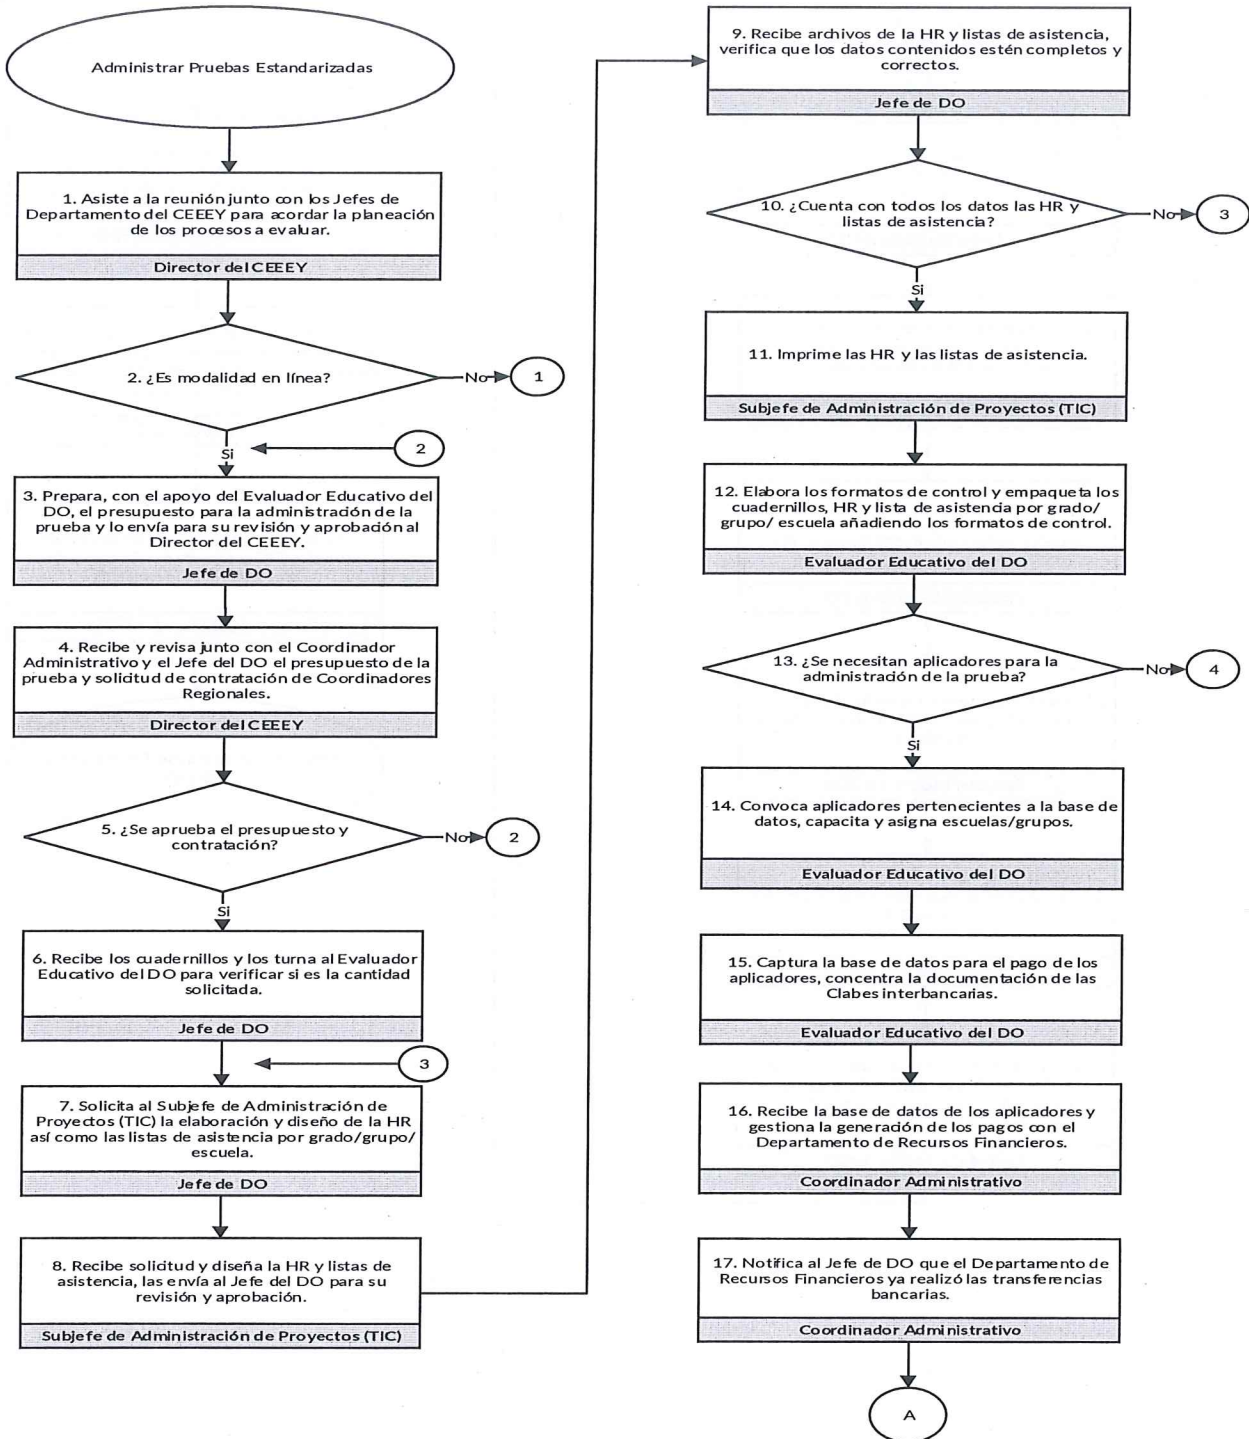 Administrar Pruebas Estandarizadas
1. Asiste a la reunión junto con los Jefes de
Departamento del CEEEY para acordar la planeación
de los procesos a evaluar.
Director del CEEEY
2. ¿Es modalidad en línea?
No
1
Si
2
3. Prepara, con el apoyo del Evaluador Educativo del
DO, el presupuesto para la administración de la
prueba y lo envía para su revisión y aprobación al
Director del CEEEY.
Jefe de DO
4. Recibe y revisa junto con el Coordinador
Administrativo y el Jefe del DO el presupuesto de la
prueba y solicitud de contratación de Coordinadores
Regionales.
Director del CEEEY
5. ¿Se aprueba el presupuesto y
contratación?
No
2
Si
6. Recibe los cuadernillos y los turna al Evaluador
Educativo del DO para verificar si es la cantidad
solicitada.
Jefe de DO
3
7. Solicita al Subjefe de Administración de
Proyectos (TIC) la elaboración y diseño de la HR
así como las listas de asistencia por grado/grupo/
escuela.
Jefe de DO
8. Recibe solicitud y diseña la HR y listas de
asistencia, las envía al Jefe del DO para su
revisión y aprobación.
Subjefe de Administración de Proyectos (TIC)
9. Recibe archivos de la HR y listas de asistencia,
verifica que los datos contenidos estén completos y
correctos.
Jefe de DO
10. ¿Cuenta con todos los datos las HR y
listas de asistencia?
No
3
Si
11. Imprime las HR y las listas de asistencia.
Subjefe de Administración de Proyectos (TIC)
12. Elabora los formatos de control y empaqueta los
cuadernillos, HR y lista de asistencia por grado/
grupo/ escuela añadiendo los formatos de control.
Evaluador Educativo del DO
13. ¿Se necesitan aplicadores para la
administración de la prueba?
No
4
Si
14. Convoca aplicadores pertenecientes a la base de
datos, capacita y asigna escuelas/grupos.
Evaluador Educativo del DO
15. Captura la base de datos para el pago de los
aplicadores, concentra la documentación de las
Clabes interbancarias.
Evaluador Educativo del DO
16. Recibe la base de datos de los aplicadores y
gestiona la generación de los pagos con el
Departamento de Recursos Financieros.
Coordinador Administrativo
17. Notifica al Jefe de DO que el Departamento de
Recursos Financieros ya realizó las transferencias
bancarias.
Coordinador Administrativo
A